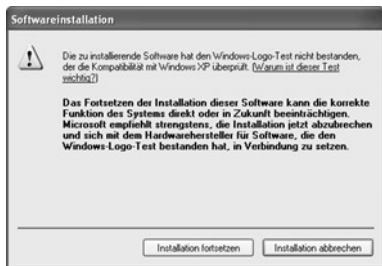 Softwareinstallation
Die zu installierende Software hat den Windows-Logo-Test nicht bestanden,
der die Kompatibilität mit Windows XP überprüft. (Warum ist dieser Test
wichtig?)
Das Fortsetzen der Installation dieser Software kann die korrekte
Funktion des Systems direkt oder in Zukunft beeinträchtigen.
Microsoft empfiehlt strengstens, die Installation jetzt abzubrechen
und sich mit dem Hardwarehersteller für Software, die den
Windows-Logo-Test bestanden hat, in Verbindung zu setzen.
Installation fortsetzen
Installation abbrechen